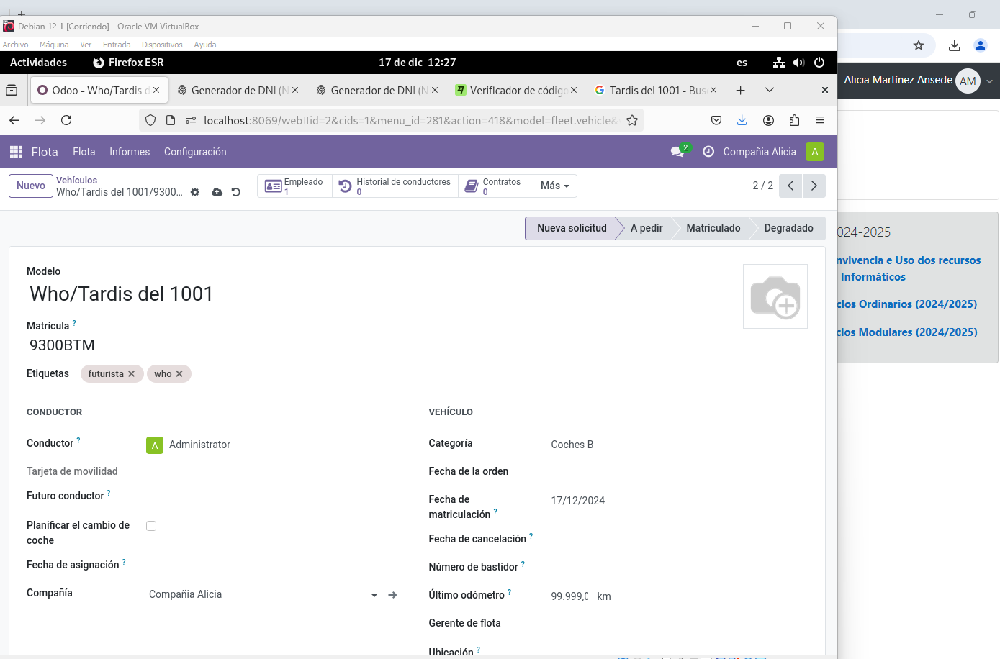 Debian 12 1 [Corriendo] - Oracle VM VirtualBox
Archivo Máquina Ver Entrada Dispositivos Ayuda
Actividades Firefox ESR 17 de dic 12:27 es
Odoo - Who/Tardis d Generador de DNI (N Generador de DNI (N Verificador de código Tardis del 1001 - Bus
localhost:8069/web#id=2&cids=1&menu_id=281&action=418&model=fleet.vehicle&
Alicia Martínez Ansede AM
Flota Flota Informes Configuración 2 Compañia Alicia A
Nuevo
Vehículos
Who/Tardis del 1001/9300...
Empleado
1
Historial de conductores
0
Contratos
0
Más
2 / 2
Nueva solicitud A pedir Matriculado Degradado
Modelo
Who/Tardis del 1001
Matrícula ?
9300BTM
Etiquetas futurista who
CONDUCTOR
Conductor ? A Administrator
Tarjeta de movilidad
Futuro conductor ?
Planificar el cambio de
coche
Fecha de asignación ?
Compañía Compañia Alicia
VEHÍCULO
Categoría Coches B
Fecha de la orden
Fecha de
matriculación ? 17/12/2024
Fecha de cancelación ?
Número de bastidor ?
Último odómetro ? 99.999,0 km
Gerente de flota
Ubicación ?
024-2025
nvivencia e Uso dos recursos
Informáticos
clos Ordinarios (2024/2025)
clos Modulares (2024/2025)